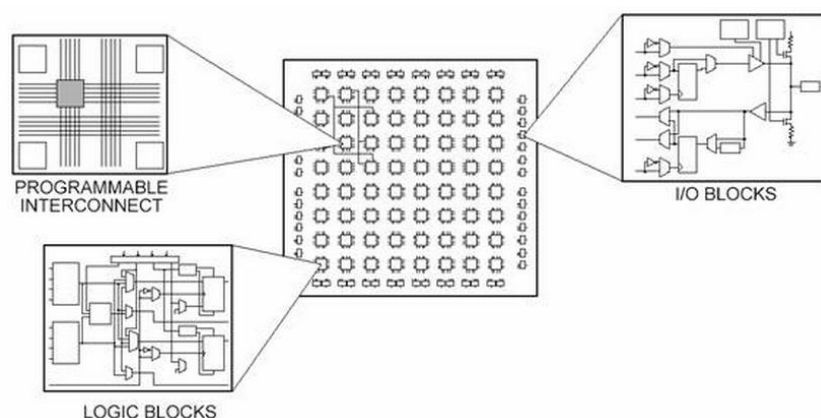 PROGRAMMABLE
INTERCONNECT
I/O BLOCKS
LOGIC BLOCKS